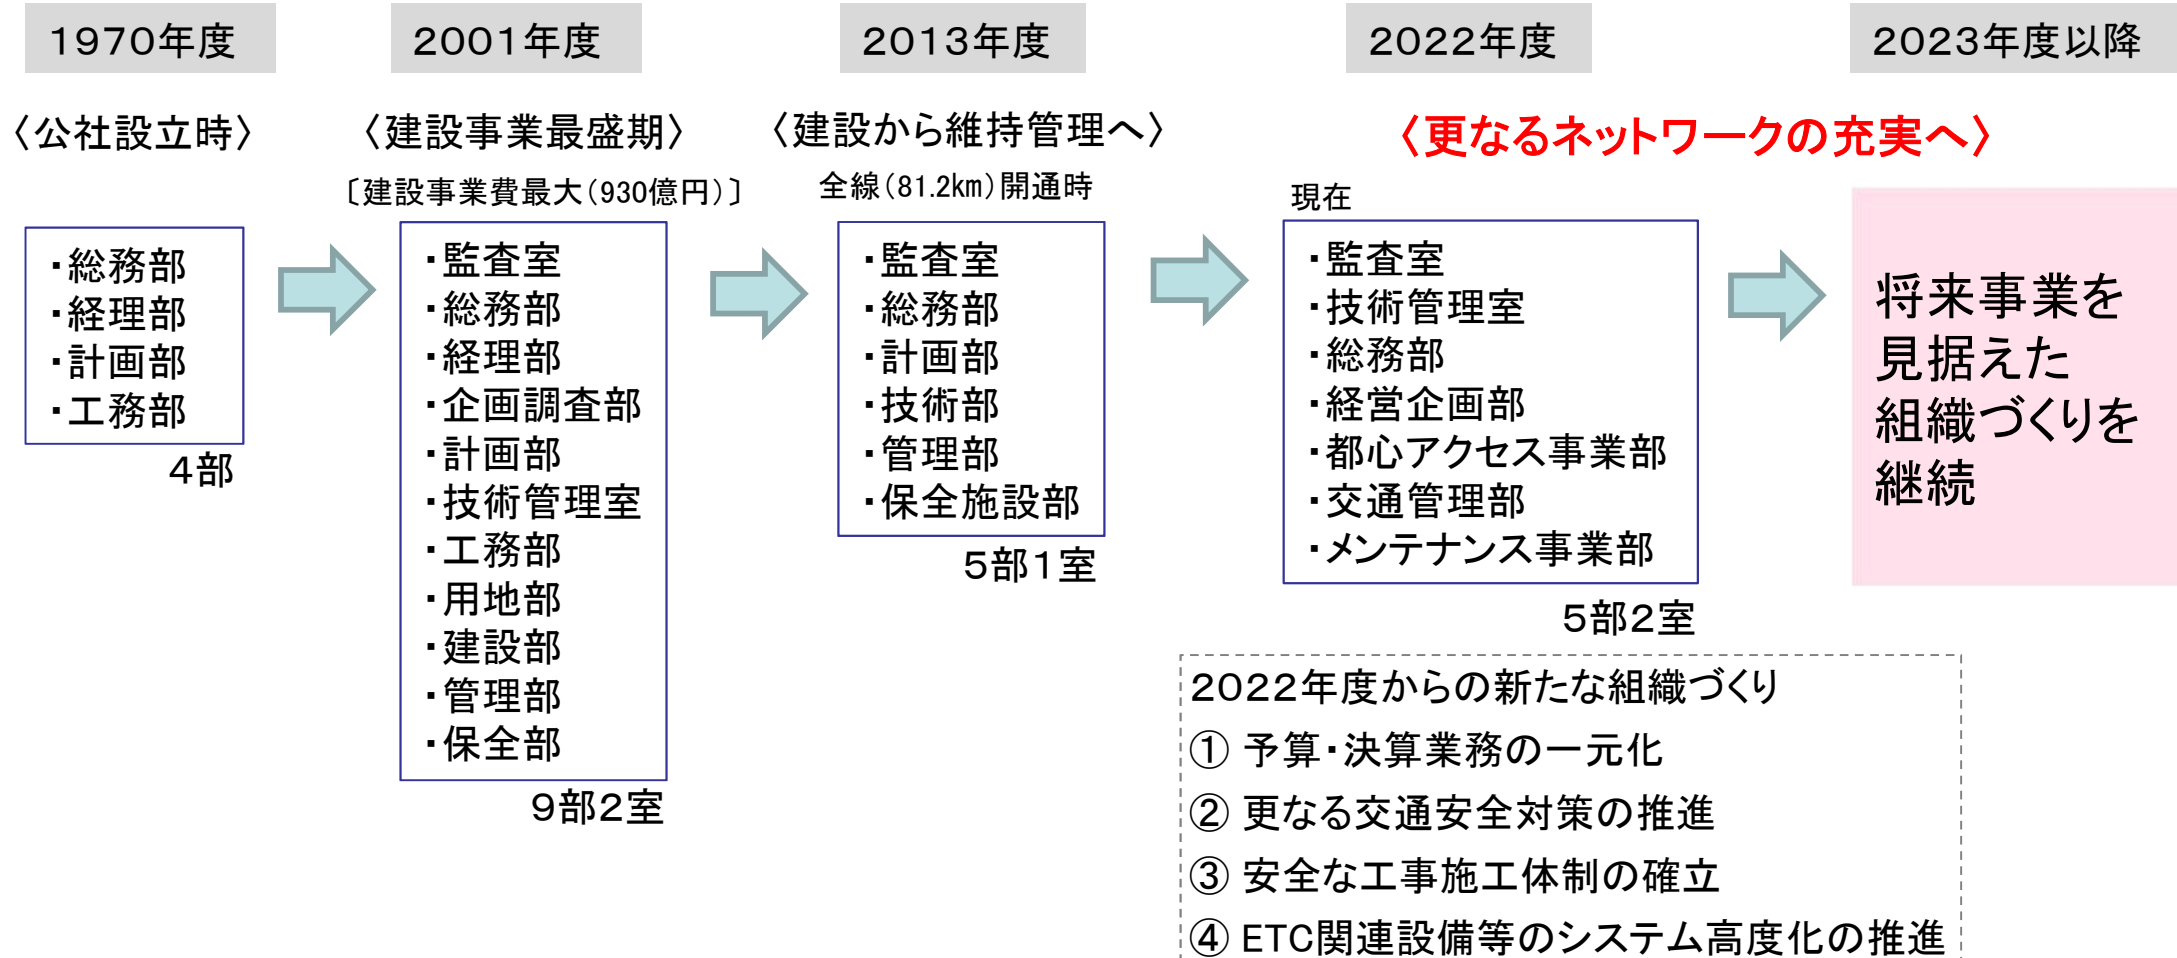 1970年度
〈公社設立時〉
・総務部
・経理部
・計画部
・工務部
4部
2001年度
〈建設事業最盛期〉
〔建設事業費最大(930億円)〕
・監査室
・総務部
・経理部
・企画調査部
・計画部
・技術管理室
・工務部
・用地部
・建設部
・管理部
・保全部
9部2室
2013年度
〈建設から維持管理へ〉
全線(81.2㎞)開通時
・監査室
・総務部
・計画部
・技術部
・管理部
・保全施設部
5部1室
2022年度
2023年度以降
〈更なるネットワークの充実へ〉
現在
・監査室
・技術管理室
・総務部
・経営企画部
・都心アクセス事業部
・交通管理部
・メンテナンス事業部
5部2室
将来事業を
見据えた
組織づくりを
継続
2022年度からの新たな組織づくり
① 予算・決算業務の一元化
② 更なる交通安全対策の推進
③ 安全な工事施工体制の確立
④ ETC関連設備等のシステム高度化の推進